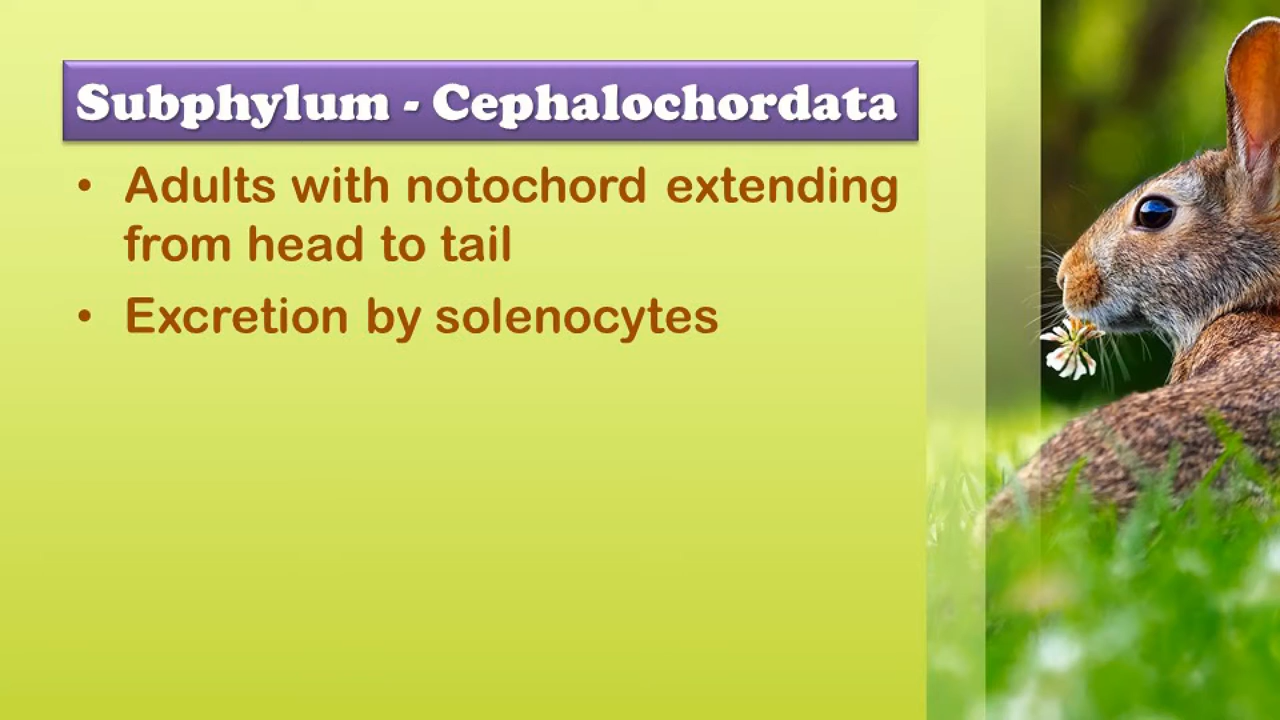 Subphylum - Cephalochordata
• Adults with notochord extending
from head to tail
• Excretion by solenocytes